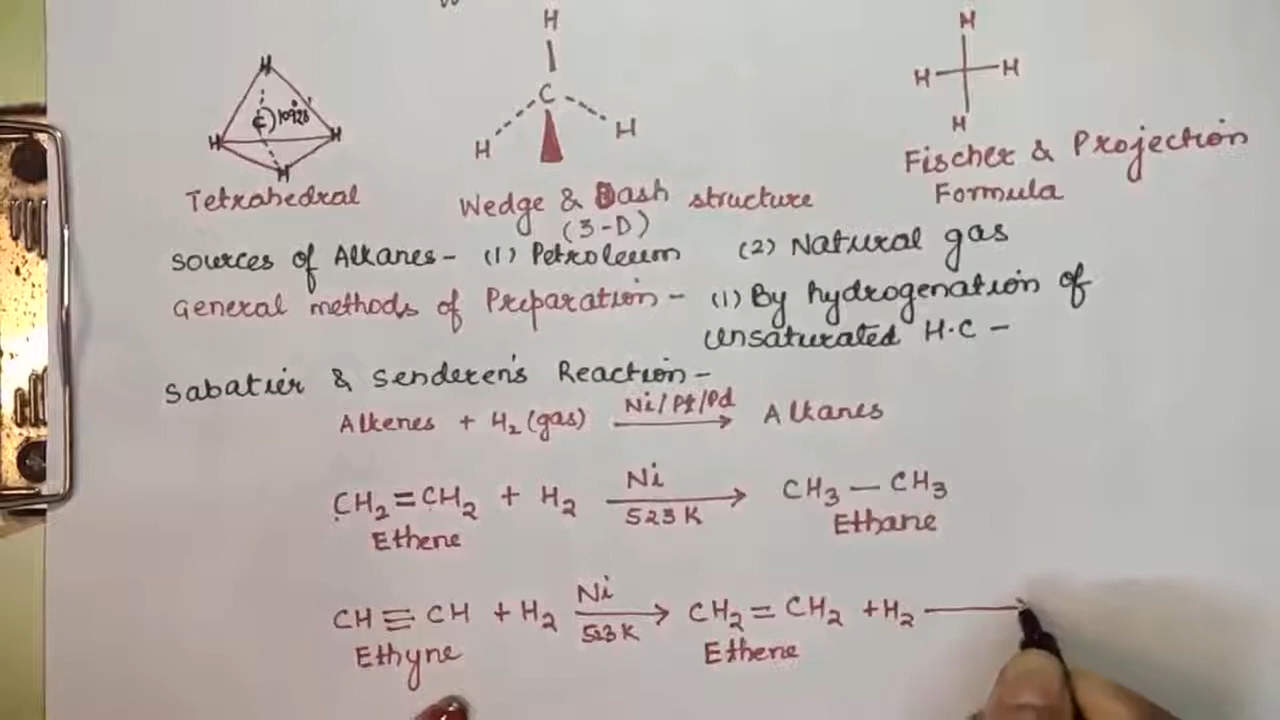 H
H H H H
C) 109°28'
Tetrahedral
H
C
H H
Wedge & Dash structure
(3-D)
H
H H
H
Fischer & Projection
Formula
Sources of Alkanes - (1) Petroleum (2) Natural gas
General methods of Preparation - (1) By hydrogenation of
unsaturated H.C -
Sabatier & Senderen's Reaction -
Alkenes + H₂ (gas) Ni/Pt/Pd ⟶ Alkanes
CH₂ = CH₂ + H₂ Ni ⟶ 523 K CH₃ — CH₃
Ethene Ethane
CH ≡ CH + H₂ Ni ⟶ 523 K CH₂ = CH₂ + H₂ ⟶
Ethyne Ethene